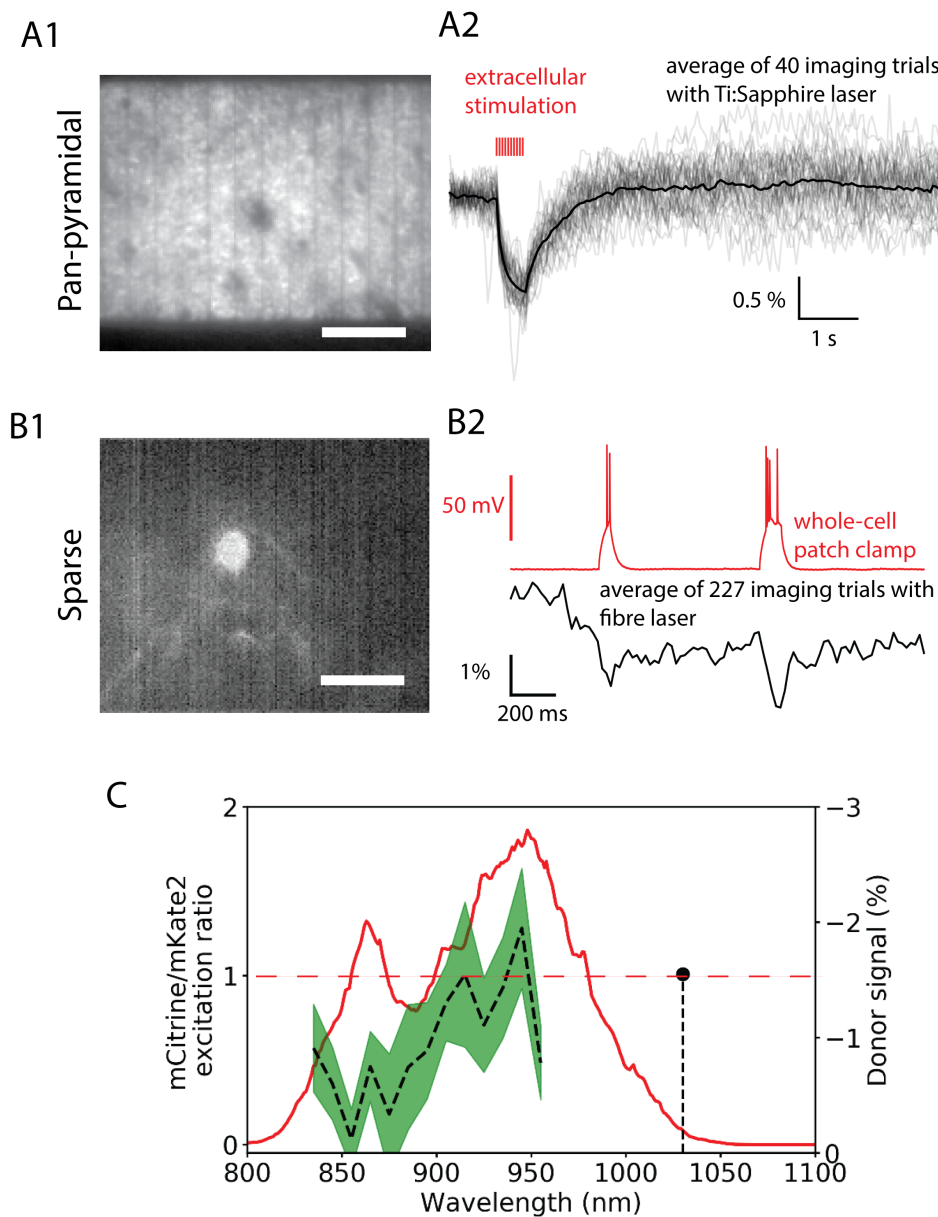 A1
Pan-pyramidal
A2
extracellular
stimulation
average of 40 imaging trials
with Ti:Sapphire laser
0.5 %
1 s
B1
Sparse
B2
50 mV
whole-cell
patch clamp
average of 227 imaging trials with
fibre laser
1%
200 ms
C
mCitrine/mKate2
excitation ratio
2
1
0
−3
−2
−1
0
Donor signal (%)
800 850 900 950 1000 1050 1100
Wavelength (nm)